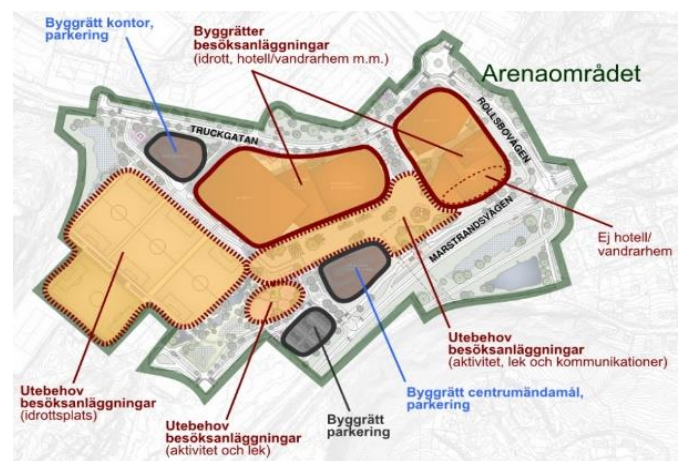 Byggrätt kontor,
parkering
Byggrätter
besöksanläggningar
(idrott, hotell/vandrarhem m.m.)
Arenaområdet
TRUCKGATAN
ROLLSBOVÄGEN
MARSTRANDSVÄGEN
Ej hotell/
vandrarhem
Utebehov
besöksanläggningar
(aktivitet, lek och kommunikationer)
Byggrätt centrumändamål,
parkering
Byggrätt
parkering
Utebehov
besöksanläggningar
(aktivitet och lek)
Utebehov
besöksanläggningar
(idrottsplats)